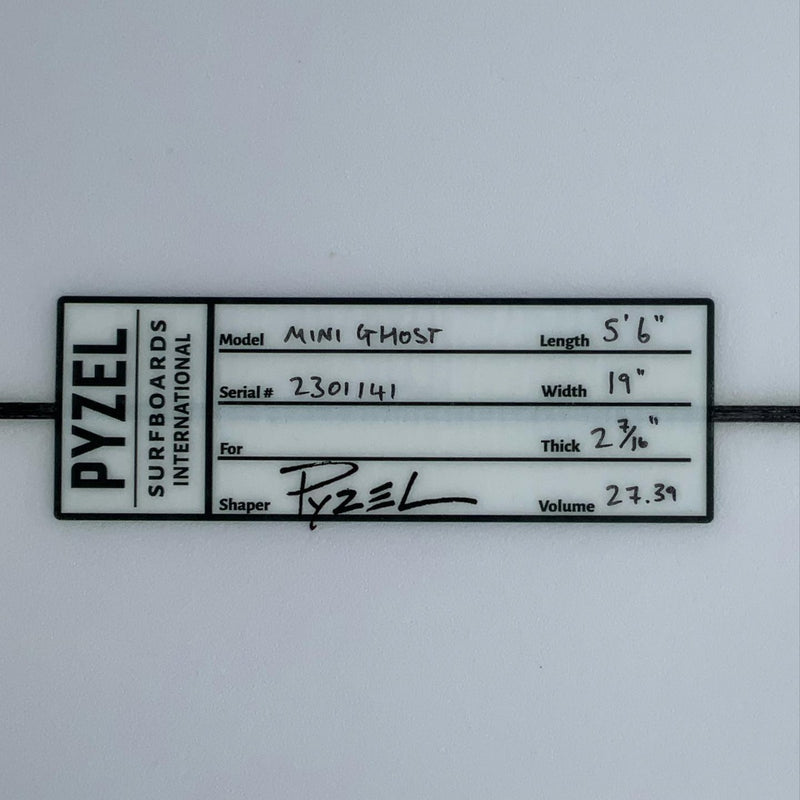 PYZEL
SURFBOARDS
INTERNATIONAL
Model MINI GHOST Length 5'6"
Serial # 2301141 Width 19"
For Thick 2 7/16"
Shaper PYZEL Volume 27.39